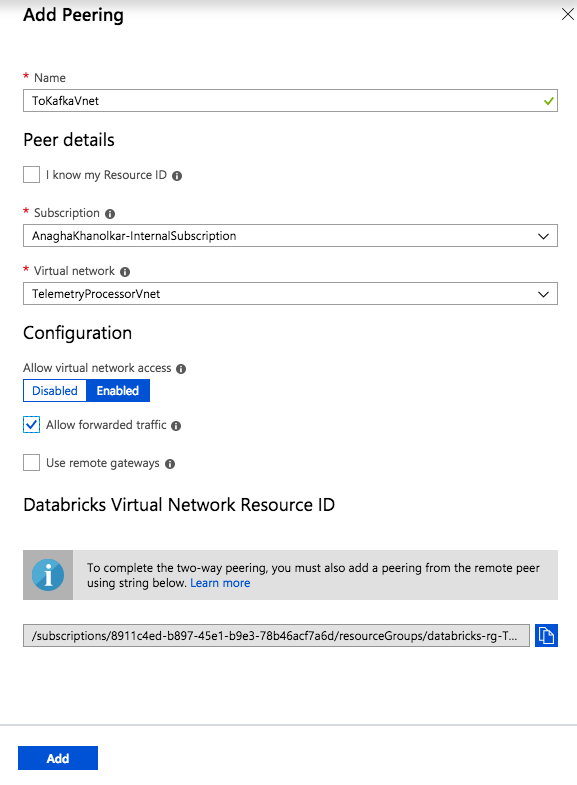 Add Peering
* Name
ToKafkaVnet
Peer details
I know my Resource ID
* Subscription
AnaghaKhanolkar-InternalSubscription
* Virtual network
TelemetryProcessorVnet
Configuration
Allow virtual network access
Disabled Enabled
Allow forwarded traffic
Use remote gateways
Databricks Virtual Network Resource ID
To complete the two-way peering, you must also add a peering from the remote peer
using string below. Learn more
/subscriptions/8911c4ed-b897-45e1-b9e3-78b46acf7a6d/resourceGroups/databricks-rg-T...
Add